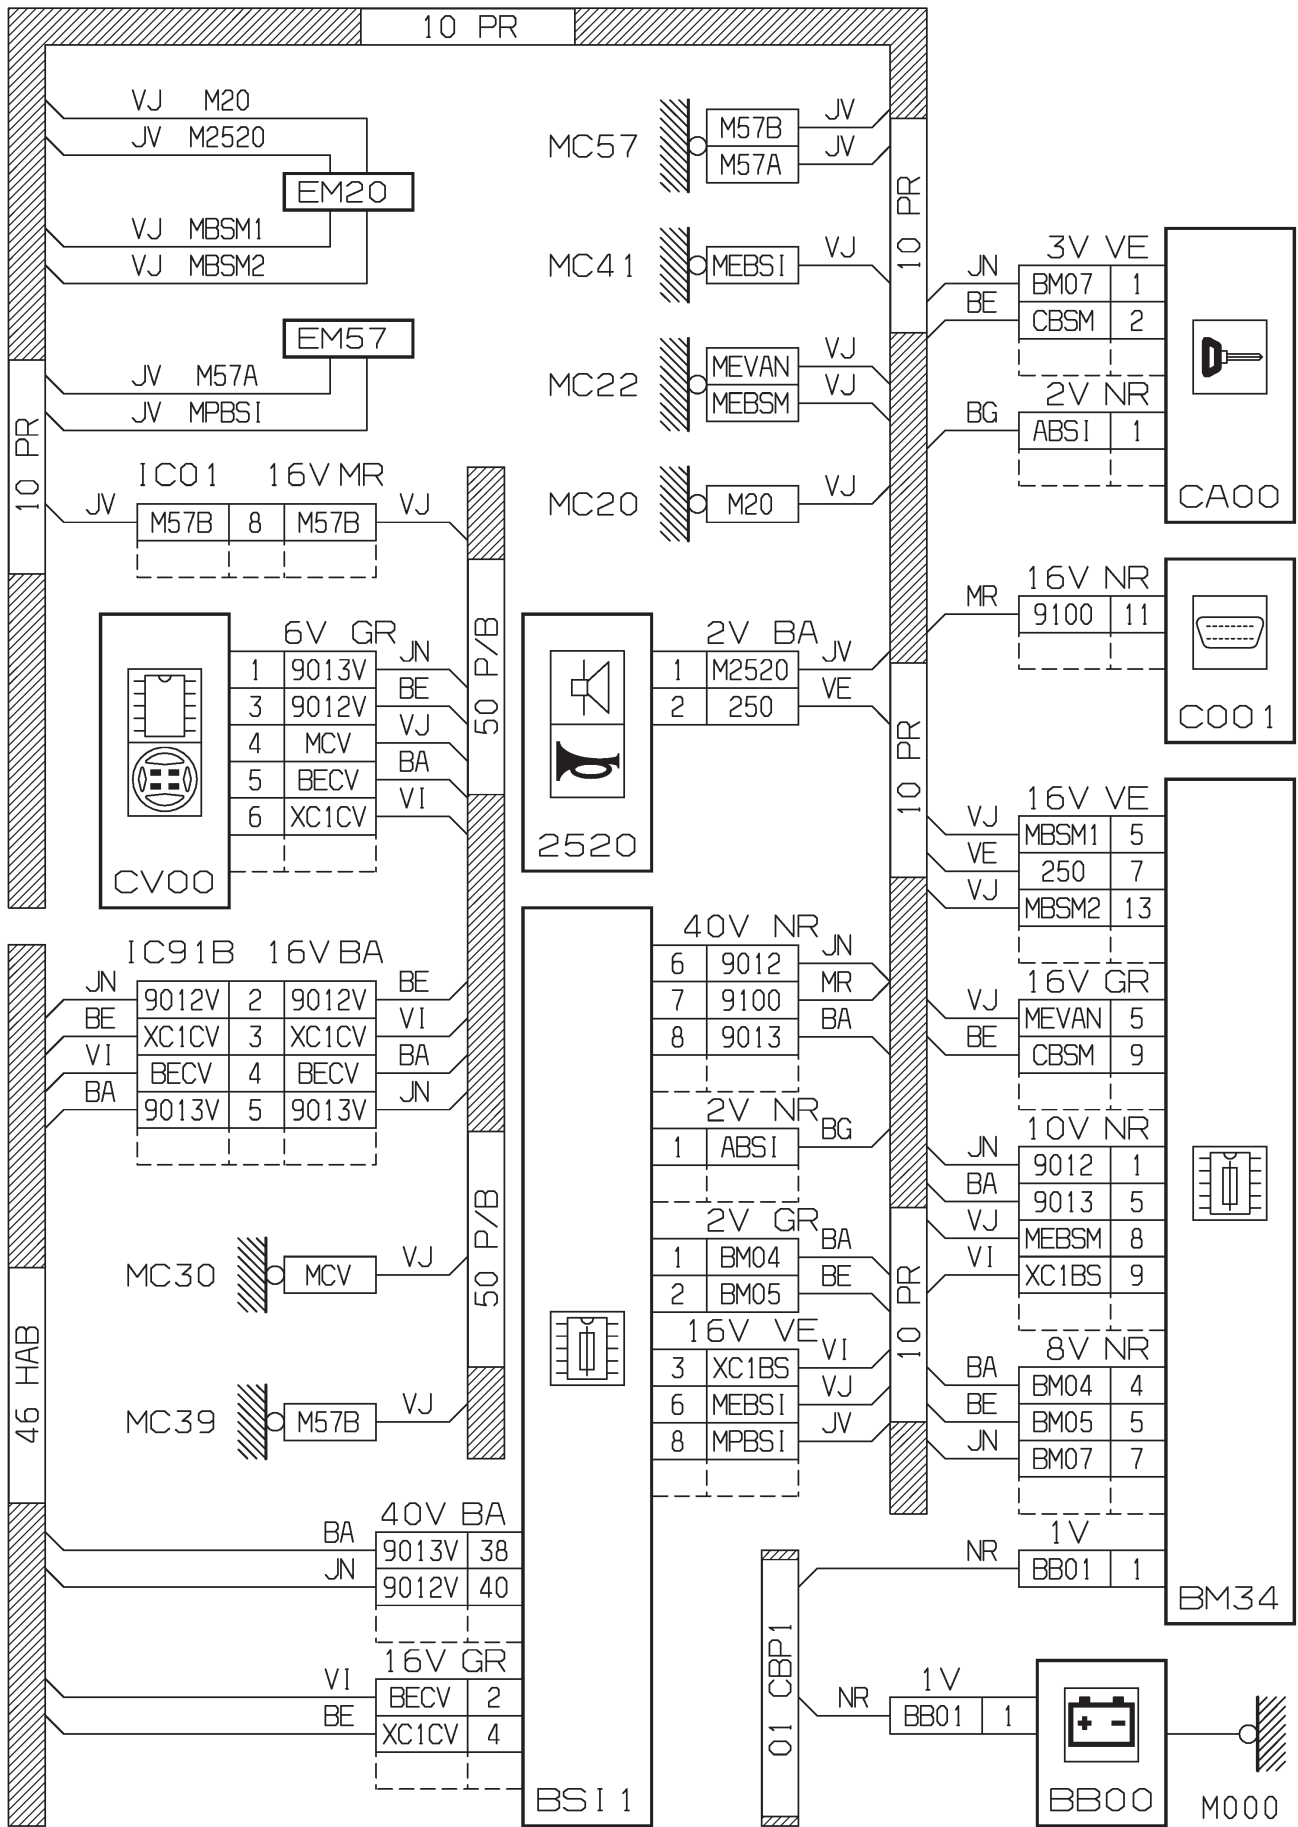 10 PR
VJ M20
JV M2520
EM20
VJ MBSM1
VJ MBSM2
EM57
JV M57A
JV MPBSI
10 PR
IC01 16V MR
JV M57B 8 M57B VJ
MC57
M57B JV
M57A JV
MC41
MEBSI VJ
MC22
MEVAN VJ
MEBSM VJ
MC20
M20 VJ
10 PR
3V VE
JN BM07 1
BE CBSM 2
2V NR
BG ABSI 1
CA00
16V NR
MR 9100 11
C001
6V GR
1 9013V JN
3 9012V BE
4 MCV VJ
5 BECV BA
6 XC1CV VI
CV00
50 P/B
2V BA
1 M2520 JV
2 250 VE
2520
10 PR
16V VE
VJ MBSM1 5
VE 250 7
VJ MBSM2 13
16V GR
VJ MEVAN 5
BE CBSM 9
10V NR
JN 9012 1
BA 9013 5
VJ MEBSM 8
VI XC1BS 9
8V NR
BA BM04 4
BE BM05 5
JN BM07 7
1V
NR BB01 1
BM34
IC91B 16V BA
JN 9012V 2 9012V BE
BE XC1CV 3 XC1CV VI
VI BECV 4 BECV BA
BA 9013V 5 9013V JN
40V NR
6 9012 JN
7 9100 MR
8 9013 BA
2V NR
1 ABSI BG
2V GR
1 BM04 BA
2 BM05 BE
16V VE
3 XC1BS VI
6 MEBSI VJ
8 MPBSI JV
10 PR
50 P/B
MC30
MCV VJ
MC39
M57B VJ
46 HAB
40V BA
BA 9013V 38
JN 9012V 40
16V GR
VI BECV 2
BE XC1CV 4
BSI1
01 CBP1
1V
NR BB01 1
BB00
M000